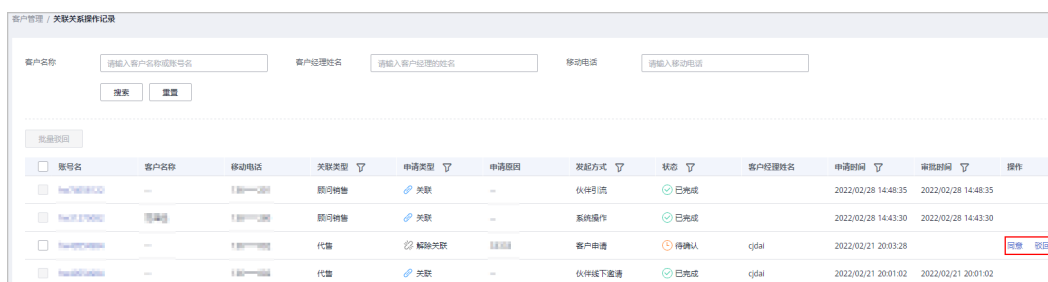 客户管理 / 关联关系操作记录
客户名称 请输入客户名称或账号名 客户经理姓名 请输入客户经理的姓名 移动电话 请输入移动电话
搜索 重置
批量驳回
账号名 客户名称 移动电话 关联类型 申请类型 申请原因 发起方式 状态 客户经理姓名 申请时间 审批时间 操作
-- 顾问销售 关联 -- 伙伴引流 已完成 2022/02/28 14:48:35 2022/02/28 14:48:35
顾问销售 关联 -- 系统操作 已完成 2022/02/28 14:43:30 2022/02/28 14:43:30
-- 代售 解除关联 客户申请 待确认 cjdai 2022/02/21 20:03:28 同意 驳回
-- 代售 关联 -- 伙伴线下邀请 已完成 cjdai 2022/02/21 20:01:02 2022/02/21 20:01:02